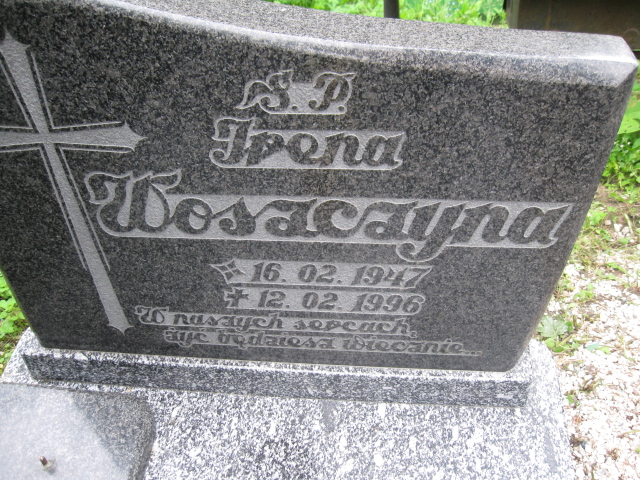 Ś. P.
Irena
Wosaczyna
16. 02. 1947
12. 02. 1996
W naszych sercach,
żyć będziesz wiecznie...